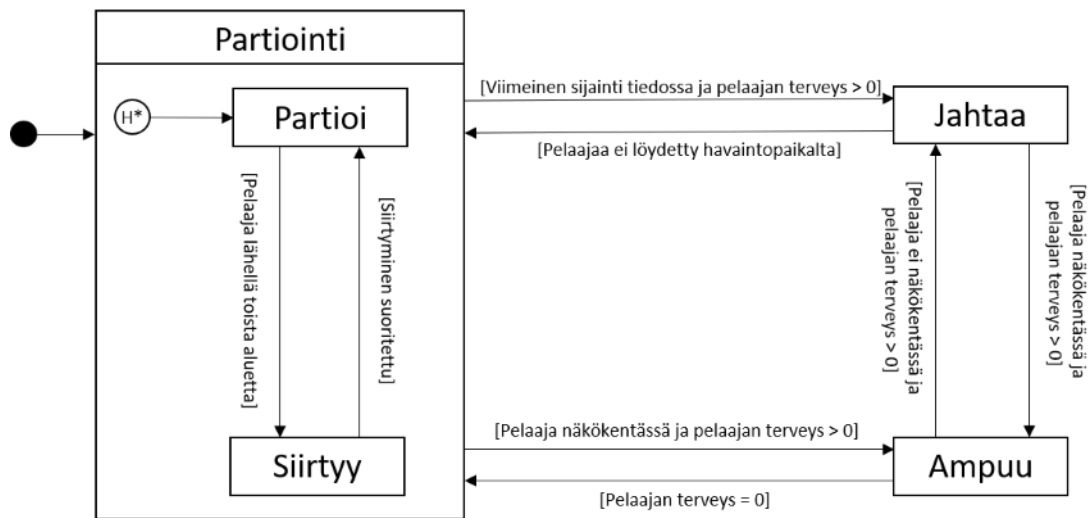 Partiointi
H*
Partioi
[Viimeinen sijainti tiedossa ja pelaajan terveys > 0]
Jahtaa
[Pelaajaa ei löydetty havaintopaikalta]
[Pelaaja lähellä toista aluetta]
[Siirtyminen suoritettu]
[Pelaaja ei näkökentässä ja
pelaajan terveys > 0]
[Pelaaja näkökentässä ja
pelaajan terveys > 0]
Siirtyy
[Pelaaja näkökentässä ja pelaajan terveys > 0]
Ampuu
[Pelaajan terveys = 0]